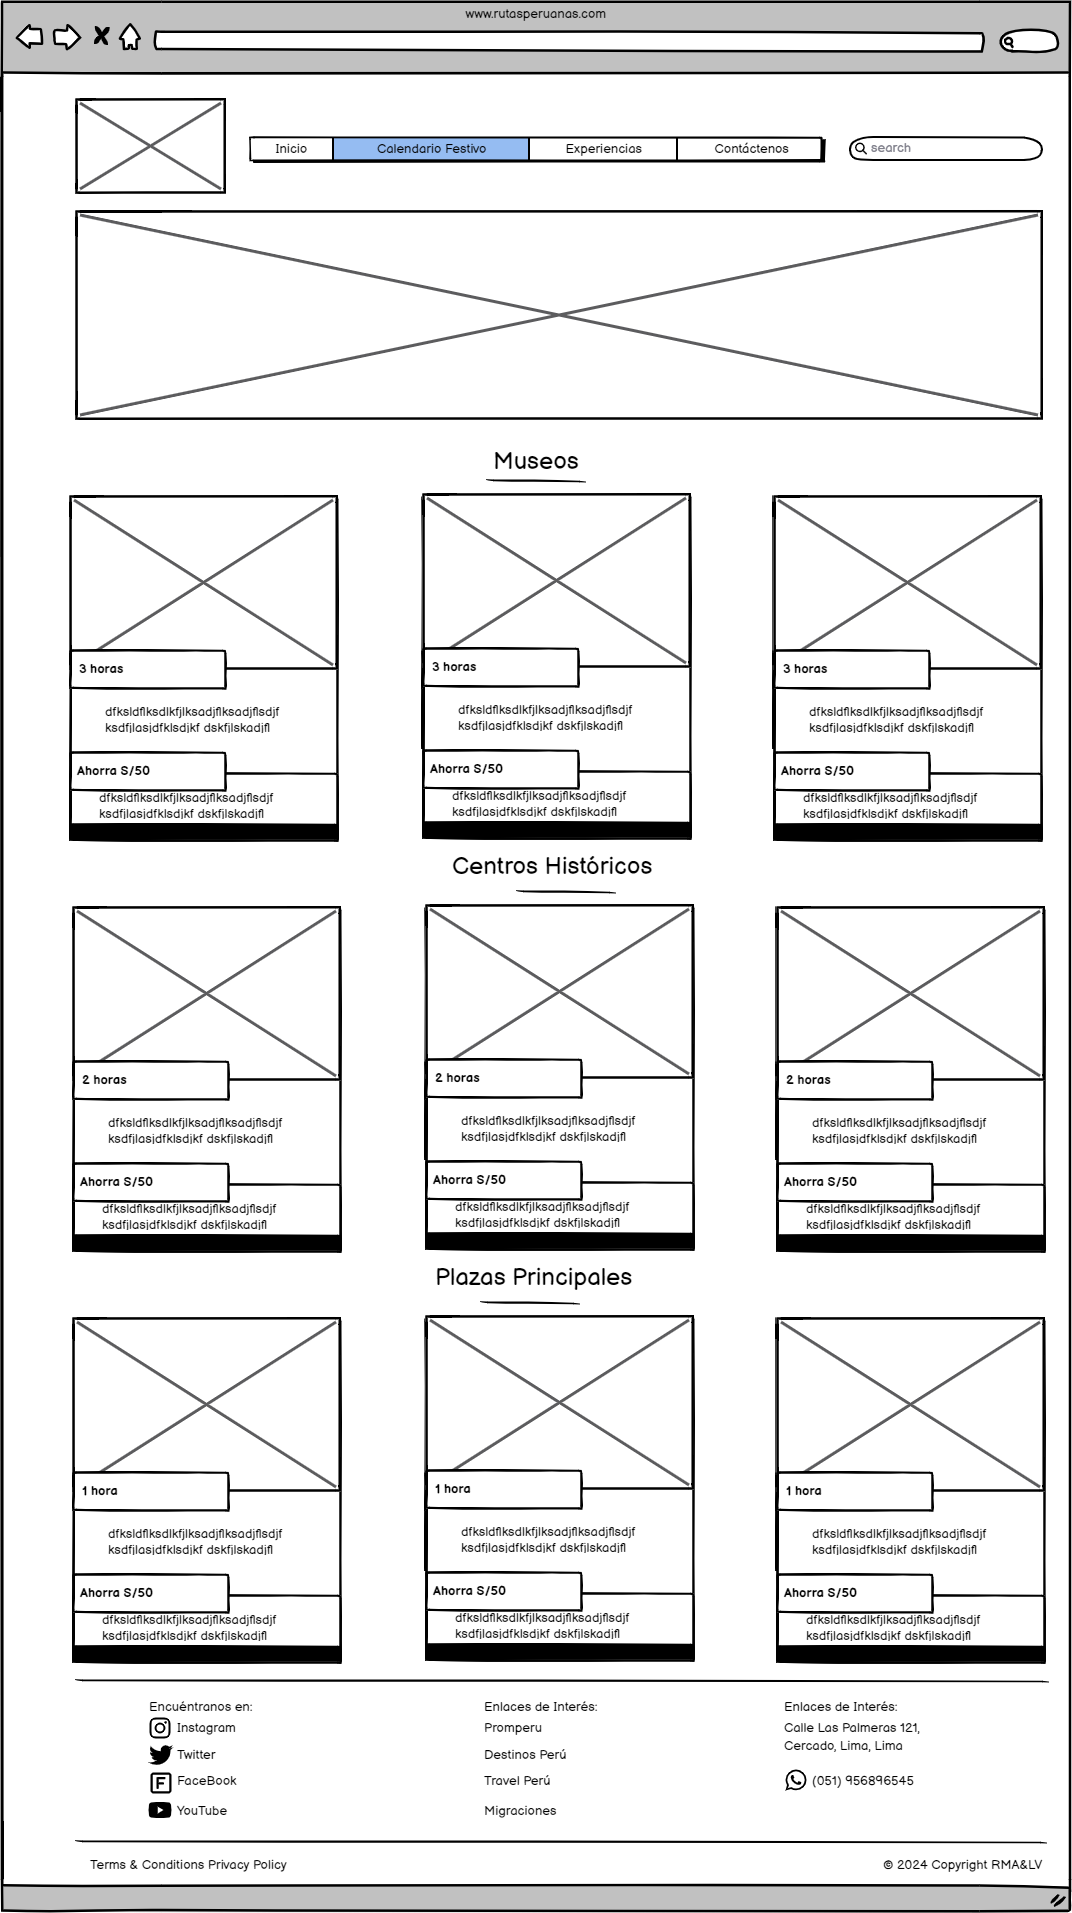 www.rutasperuanas.com
Inicio Calendario Festivo Experiencias Contáctenos search
Museos
3 horas 3 horas 3 horas
dfksldflksdlkfjlksadjflksadjflsdjf dfksldflksdlkfjlksadjflksadjflsdjf dfksldflksdlkfjlksadjflksadjflsdjf
ksdfjlasjdfklsdjkf dskfjlskadjfl ksdfjlasjdfklsdjkf dskfjlskadjfl ksdfjlasjdfklsdjkf dskfjlskadjfl
Ahorra S/50 Ahorra S/50 Ahorra S/50
dfksldflksdlkfjlksadjflksadjflsdjf dfksldflksdlkfjlksadjflksadjflsdjf dfksldflksdlkfjlksadjflksadjflsdjf
ksdfjlasjdfklsdjkf dskfjlskadjfl ksdfjlasjdfklsdjkf dskfjlskadjfl ksdfjlasjdfklsdjkf dskfjlskadjfl
Centros Históricos
2 horas 2 horas 2 horas
dfksldflksdlkfjlksadjflksadjflsdjf dfksldflksdlkfjlksadjflksadjflsdjf dfksldflksdlkfjlksadjflksadjflsdjf
ksdfjlasjdfklsdjkf dskfjlskadjfl ksdfjlasjdfklsdjkf dskfjlskadjfl ksdfjlasjdfklsdjkf dskfjlskadjfl
Ahorra S/50 Ahorra S/50 Ahorra S/50
dfksldflksdlkfjlksadjflksadjflsdjf dfksldflksdlkfjlksadjflksadjflsdjf dfksldflksdlkfjlksadjflksadjflsdjf
ksdfjlasjdfklsdjkf dskfjlskadjfl ksdfjlasjdfklsdjkf dskfjlskadjfl ksdfjlasjdfklsdjkf dskfjlskadjfl
Plazas Principales
1 hora 1 hora 1 hora
dfksldflksdlkfjlksadjflksadjflsdjf dfksldflksdlkfjlksadjflksadjflsdjf dfksldflksdlkfjlksadjflksadjflsdjf
ksdfjlasjdfklsdjkf dskfjlskadjfl ksdfjlasjdfklsdjkf dskfjlskadjfl ksdfjlasjdfklsdjkf dskfjlskadjfl
Ahorra S/50 Ahorra S/50 Ahorra S/50
dfksldflksdlkfjlksadjflksadjflsdjf dfksldflksdlkfjlksadjflksadjflsdjf dfksldflksdlkfjlksadjflksadjflsdjf
ksdfjlasjdfklsdjkf dskfjlskadjfl ksdfjlasjdfklsdjkf dskfjlskadjfl ksdfjlasjdfklsdjkf dskfjlskadjfl
Encuéntranos en:
Instagram
Twitter
FaceBook
YouTube
Enlaces de Interés:
Promperu
Destinos Perú
Travel Perú
Migraciones
Enlaces de Interés:
Calle Las Palmeras 121,
Cercado, Lima, Lima
(051) 956896545
Terms & Conditions Privacy Policy © 2024 Copyright RMA&LV